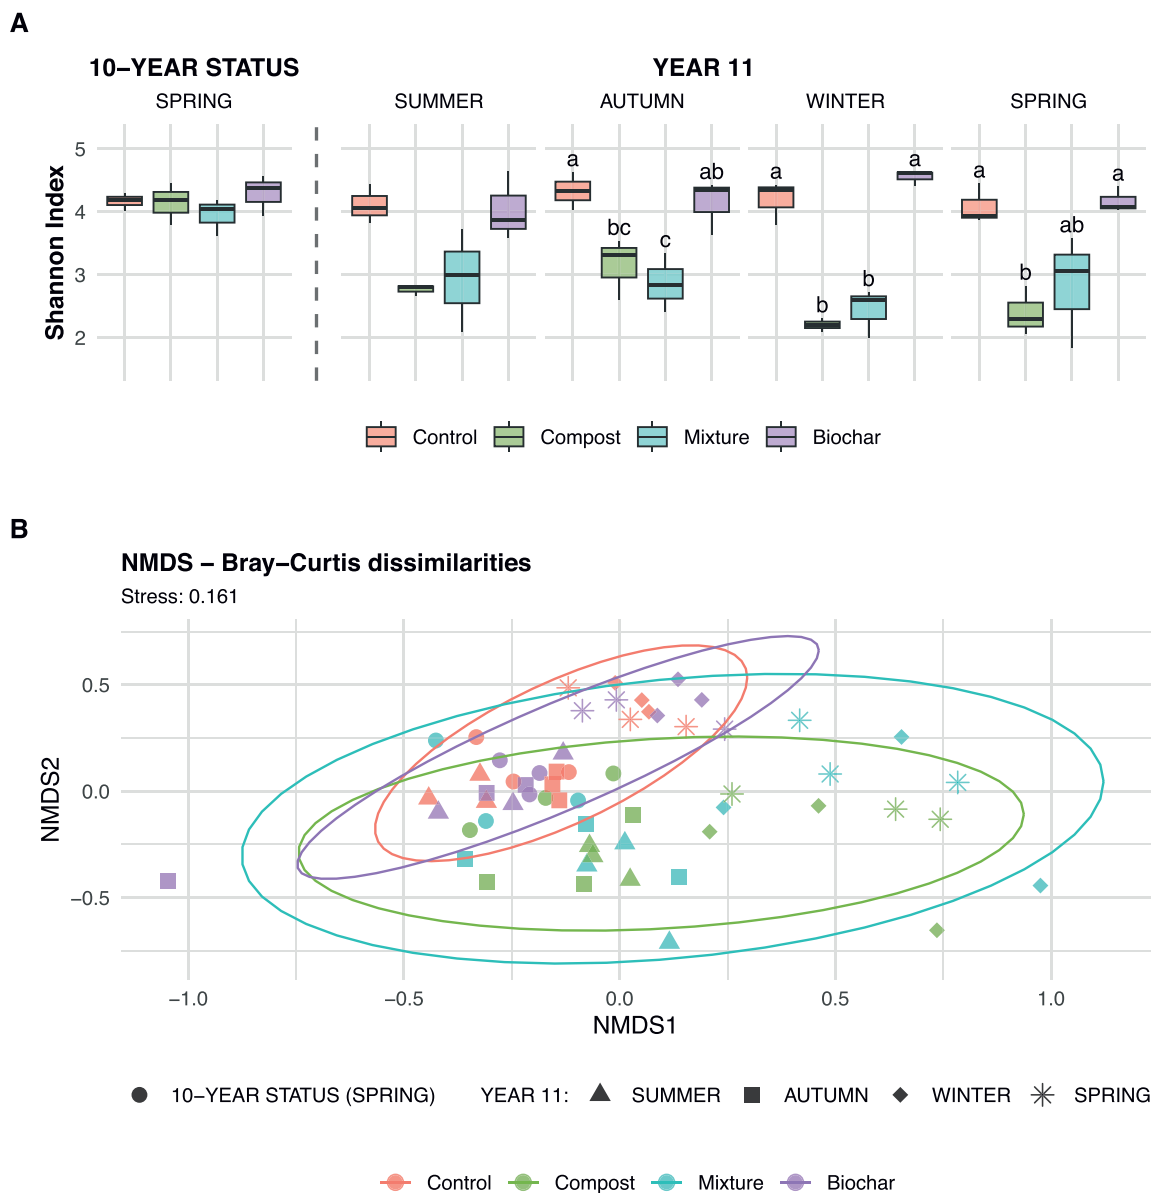 A
10−YEAR STATUS
YEAR 11
SPRING
SUMMER
AUTUMN
WINTER
SPRING
Shannon Index
5
4
3
2
a
bc
c
ab
a
b
b
a
a
b
ab
a
Control
Compost
Mixture
Biochar
B
NMDS − Bray−Curtis dissimilarities
Stress: 0.161
NMDS2
0.5
0.0
−0.5
−1.0
−0.5
0.0
0.5
1.0
NMDS1
10−YEAR STATUS (SPRING)
YEAR 11:
SUMMER
AUTUMN
WINTER
SPRING
Control
Compost
Mixture
Biochar